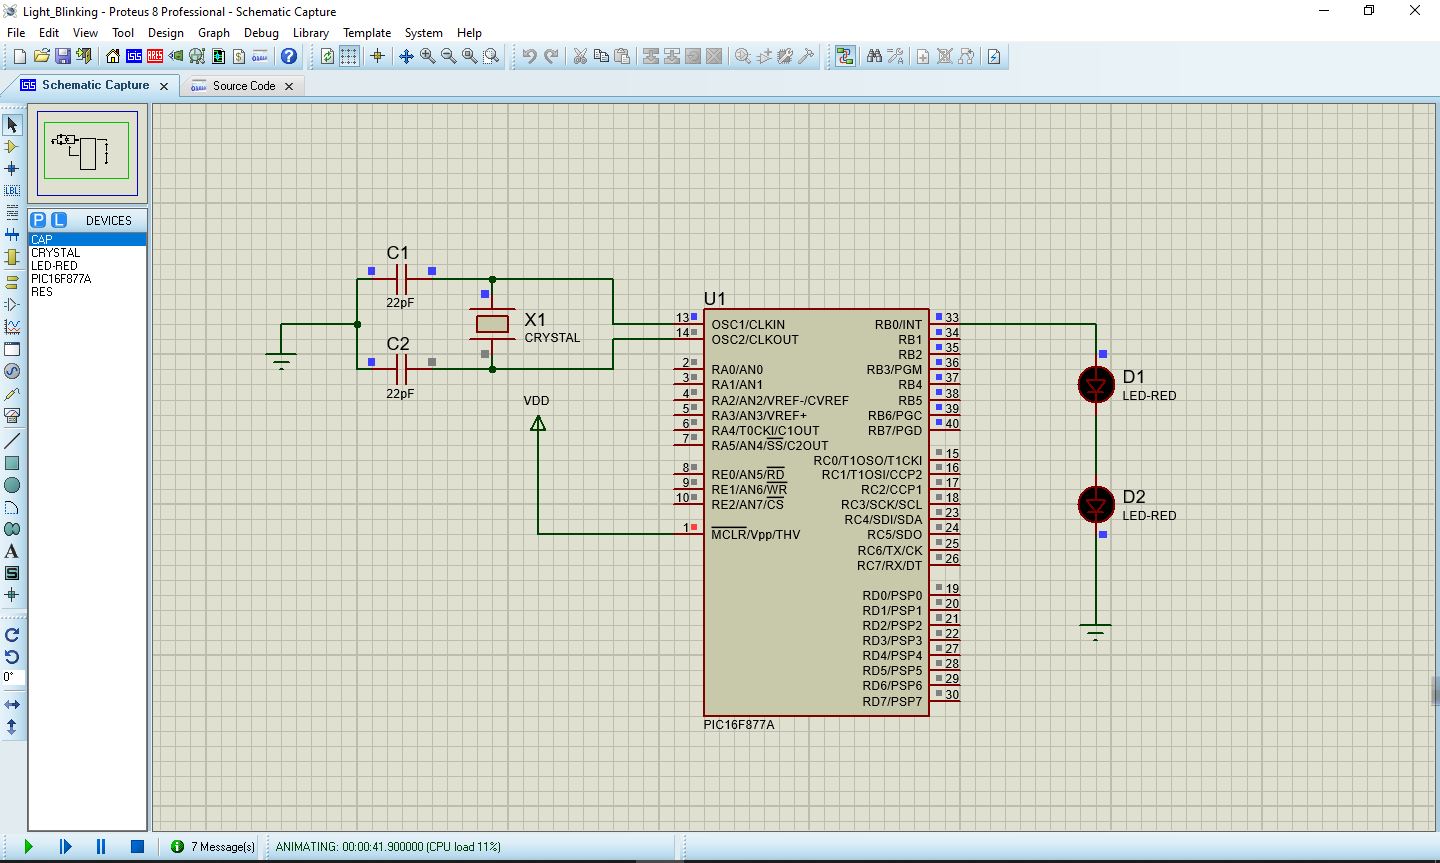 Light_Blinking - Proteus 8 Professional - Schematic Capture
File Edit View Tool Design Graph Debug Library Template System Help
Schematic Capture
Source Code
LBL
P L DEVICES
CAP
CRYSTAL
LED-RED
PIC16F877A
RES
A
S
0°
C1
22pF
C2
22pF
X1
CRYSTAL
VDD
U1
13 OSC1/CLKIN
14 OSC2/CLKOUT
2 RA0/AN0
3 RA1/AN1
4 RA2/AN2/VREF-/CVREF
5 RA3/AN3/VREF+
6 RA4/T0CKI/C1OUT
7 RA5/AN4/SS/C2OUT
8 RE0/AN5/RD
9 RE1/AN6/WR
10 RE2/AN7/CS
1 MCLR/Vpp/THV
RB0/INT 33
RB1 34
RB2 35
RB3/PGM 36
RB4 37
RB5 38
RB6/PGC 39
RB7/PGD 40
RC0/T1OSO/T1CKI 15
RC1/T1OSI/CCP2 16
RC2/CCP1 17
RC3/SCK/SCL 18
RC4/SDI/SDA 23
RC5/SDO 24
RC6/TX/CK 25
RC7/RX/DT 26
RD0/PSP0 19
RD1/PSP1 20
RD2/PSP2 21
RD3/PSP3 22
RD4/PSP4 27
RD5/PSP5 28
RD6/PSP6 29
RD7/PSP7 30
PIC16F877A
D1
LED-RED
D2
LED-RED
7 Message(s)
ANIMATING: 00:00:41.900000 (CPU load 11%)